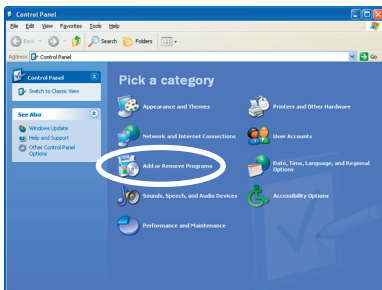 Control Panel
File Edit View Favorites Tools Help
Back Search Folders
Address Control Panel Go
Control Panel
Switch to Classic View
See Also
Windows Update
Help and Support
Other Control Panel
Options
Pick a category
Appearance and Themes
Printers and Other Hardware
Network and Internet Connections
User Accounts
Add or Remove Programs
Date, Time, Language, and Regional
Options
Sounds, Speech, and Audio Devices
Accessibility Options
Performance and Maintenance